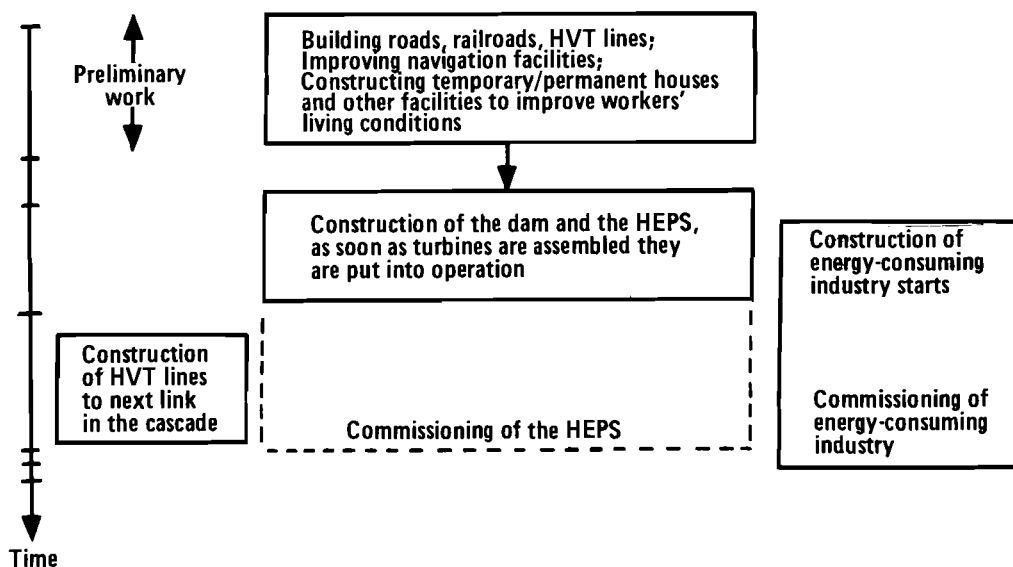 Preliminary
work
Building roads, railroads, HVT lines;
Improving navigation facilities;
Constructing temporary/permanent houses
and other facilities to improve workers'
living conditions
Construction of the dam and the HEPS,
as soon as turbines are assembled they
are put into operation
Construction of
energy-consuming
industry starts
Construction
of HVT lines
to next link
in the cascade
Commissioning of the HEPS
Commissioning of
energy-consuming
industry
Time